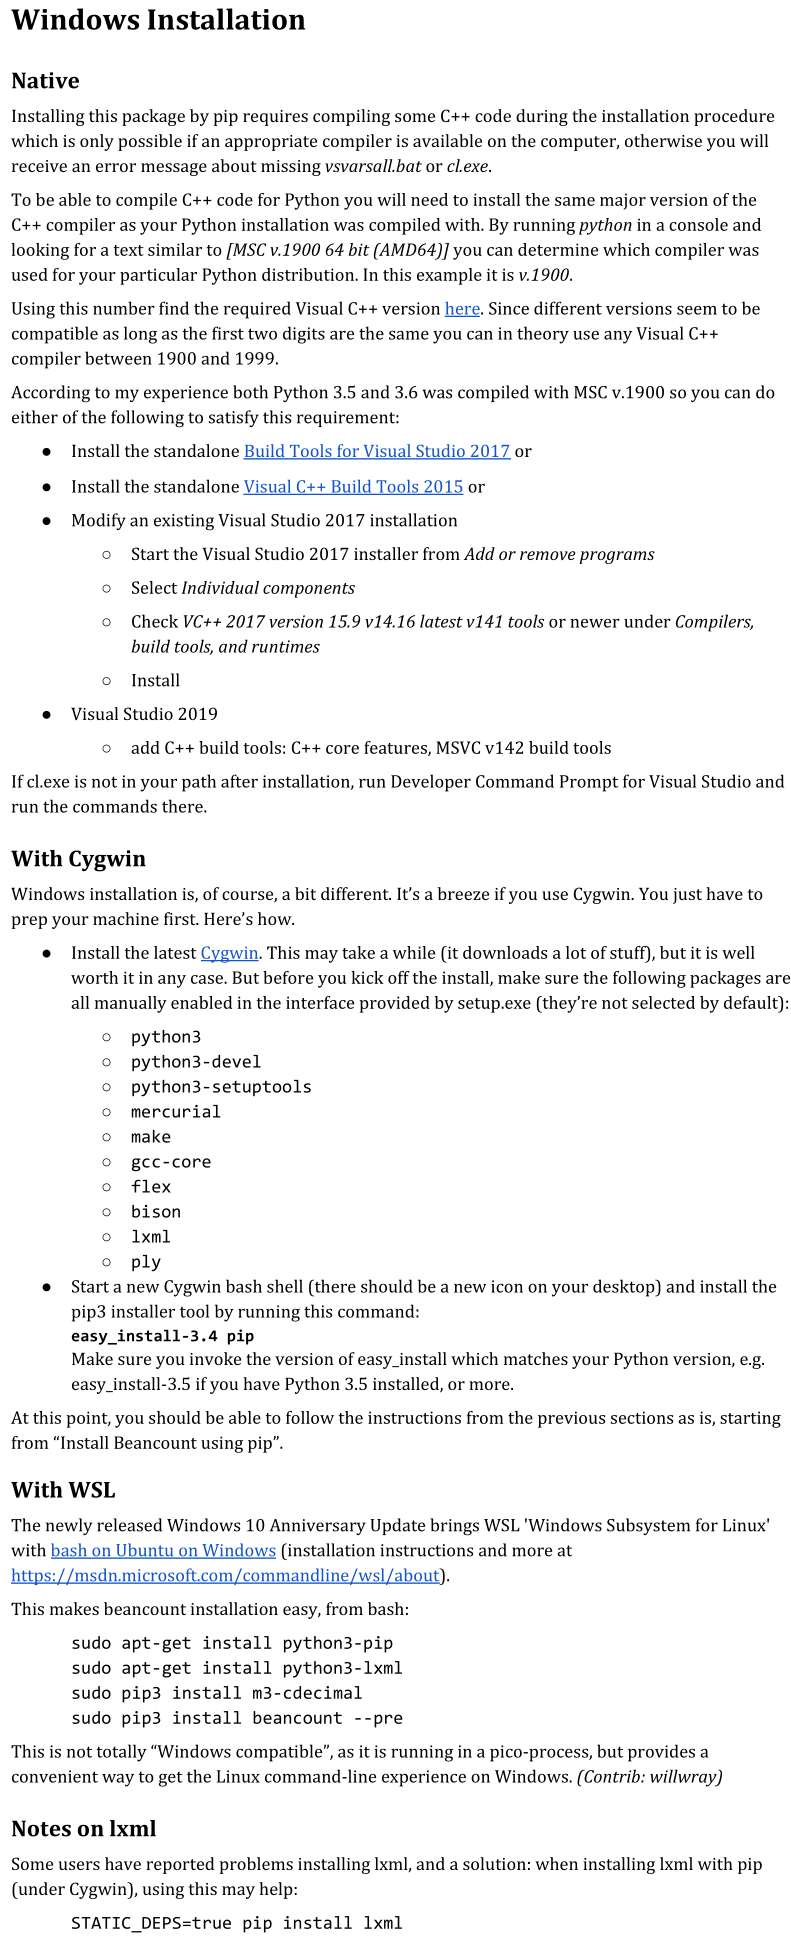 Windows Installation
Native
Installing this package by pip requires compiling some C++ code during the installation procedure
which is only possible if an appropriate compiler is available on the computer, otherwise you will
receive an error message about missing vsvarsall.bat or cl.exe.
To be able to compile C++ code for Python you will need to install the same major version of the
C++ compiler as your Python installation was compiled with. By running python in a console and
looking for a text similar to [MSC v.1900 64 bit (AMD64)] you can determine which compiler was
used for your particular Python distribution. In this example it is v.1900.
Using this number find the required Visual C++ version here. Since different versions seem to be
compatible as long as the first two digits are the same you can in theory use any Visual C++
compiler between 1900 and 1999.
According to my experience both Python 3.5 and 3.6 was compiled with MSC v.1900 so you can do
either of the following to satisfy this requirement:
● Install the standalone Build Tools for Visual Studio 2017 or
● Install the standalone Visual C++ Build Tools 2015 or
● Modify an existing Visual Studio 2017 installation
○ Start the Visual Studio 2017 installer from Add or remove programs
○ Select Individual components
○ Check VC++ 2017 version 15.9 v14.16 latest v141 tools or newer under Compilers,
build tools, and runtimes
○ Install
● Visual Studio 2019
○ add C++ build tools: C++ core features, MSVC v142 build tools
If cl.exe is not in your path after installation, run Developer Command Prompt for Visual Studio and
run the commands there.
With Cygwin
Windows installation is, of course, a bit different. It’s a breeze if you use Cygwin. You just have to
prep your machine first. Here’s how.
● Install the latest Cygwin. This may take a while (it downloads a lot of stuff), but it is well
worth it in any case. But before you kick off the install, make sure the following packages are
all manually enabled in the interface provided by setup.exe (they’re not selected by default):
○ python3
○ python3-devel
○ python3-setuptools
○ mercurial
○ make
○ gcc-core
○ flex
○ bison
○ lxml
○ ply
● Start a new Cygwin bash shell (there should be a new icon on your desktop) and install the
pip3 installer tool by running this command:
easy_install-3.4 pip
Make sure you invoke the version of easy_install which matches your Python version, e.g.
easy_install-3.5 if you have Python 3.5 installed, or more.
At this point, you should be able to follow the instructions from the previous sections as is, starting
from “Install Beancount using pip”.
With WSL
The newly released Windows 10 Anniversary Update brings WSL 'Windows Subsystem for Linux'
with bash on Ubuntu on Windows (installation instructions and more at
https://msdn.microsoft.com/commandline/wsl/about).
This makes beancount installation easy, from bash:
sudo apt-get install python3-pip
sudo apt-get install python3-lxml
sudo pip3 install m3-cdecimal
sudo pip3 install beancount --pre
This is not totally “Windows compatible”, as it is running in a pico-process, but provides a
convenient way to get the Linux command-line experience on Windows. (Contrib: willwray)
Notes on lxml
Some users have reported problems installing lxml, and a solution: when installing lxml with pip
(under Cygwin), using this may help:
STATIC_DEPS=true pip install lxml